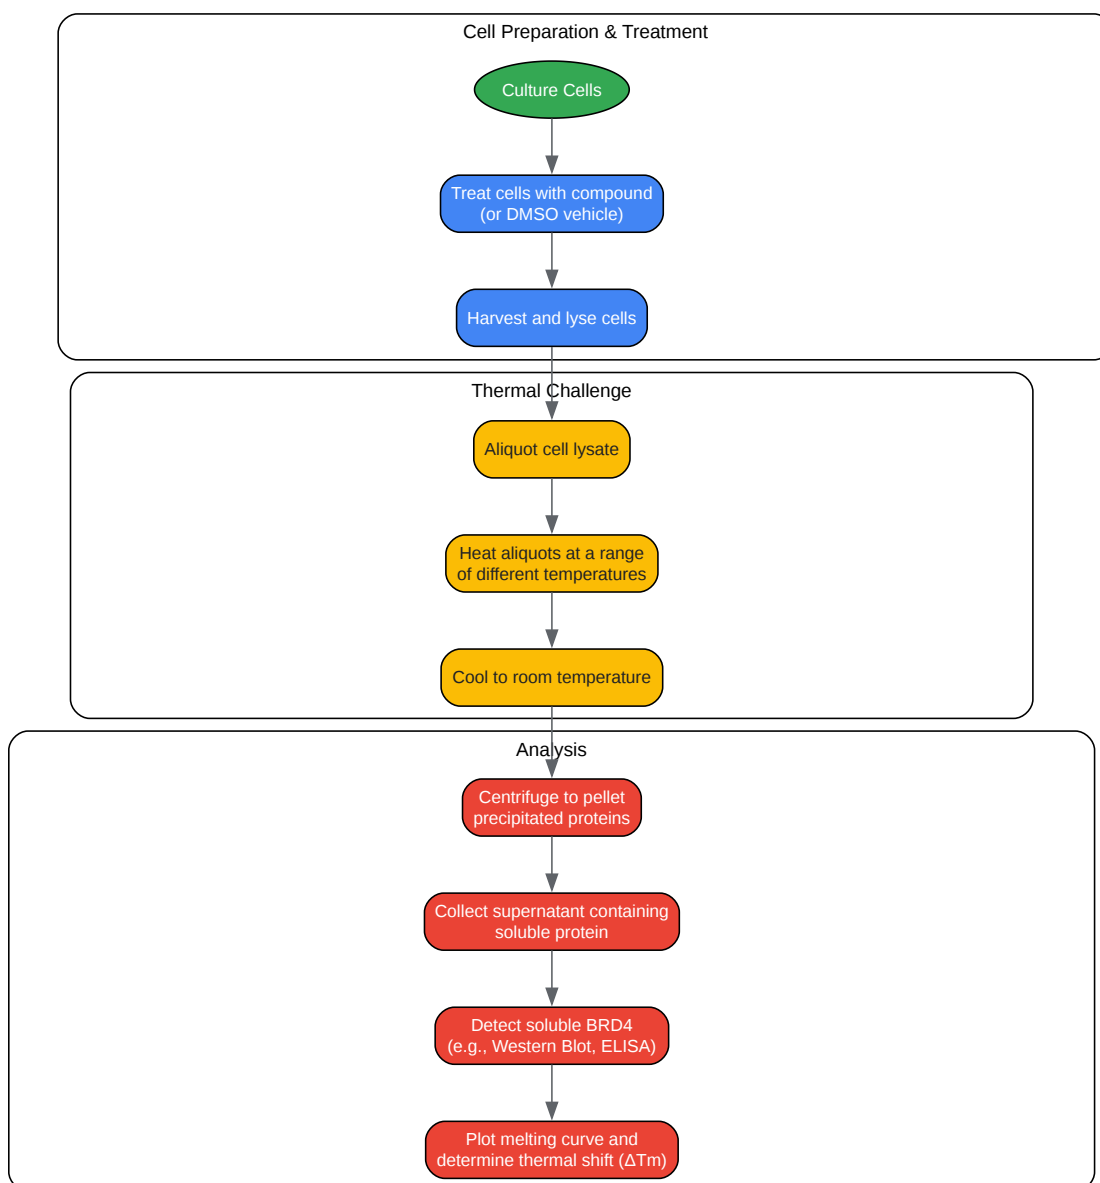 Cell Preparation & Treatment
Culture Cells
Treat cells with compound
(or DMSO vehicle)
Harvest and lyse cells
Thermal Challenge
Aliquot cell lysate
Heat aliquots at a range
of different temperatures
Cool to room temperature
Analysis
Centrifuge to pellet
precipitated proteins
Collect supernatant containing
soluble protein
Detect soluble BRD4
(e.g., Western Blot, ELISA)
Plot melting curve and
determine thermal shift (ΔTm)